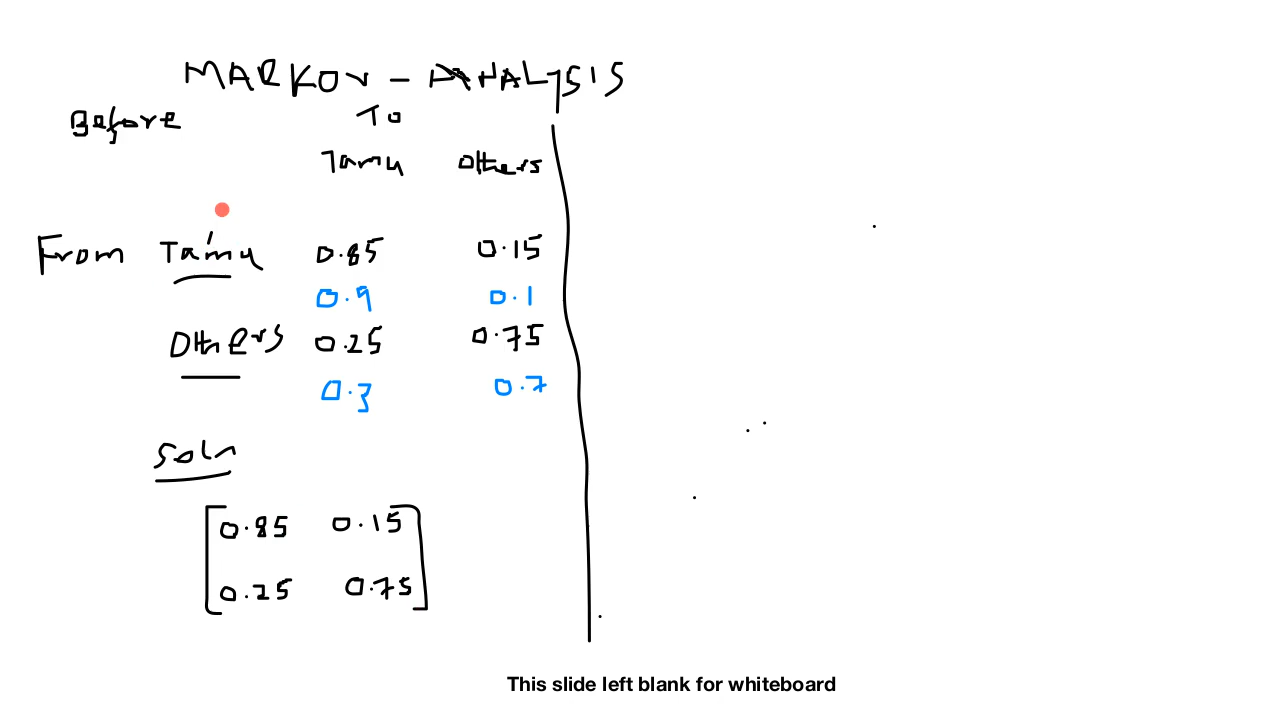 MARKOV - ANALYSIS
Before
To
Tamu Others
From Tamu 0.85 0.15
0.9 0.1
Others 0.25 0.75
0.3 0.7
Soln
0.85 0.15
0.25 0.75
This slide left blank for whiteboard